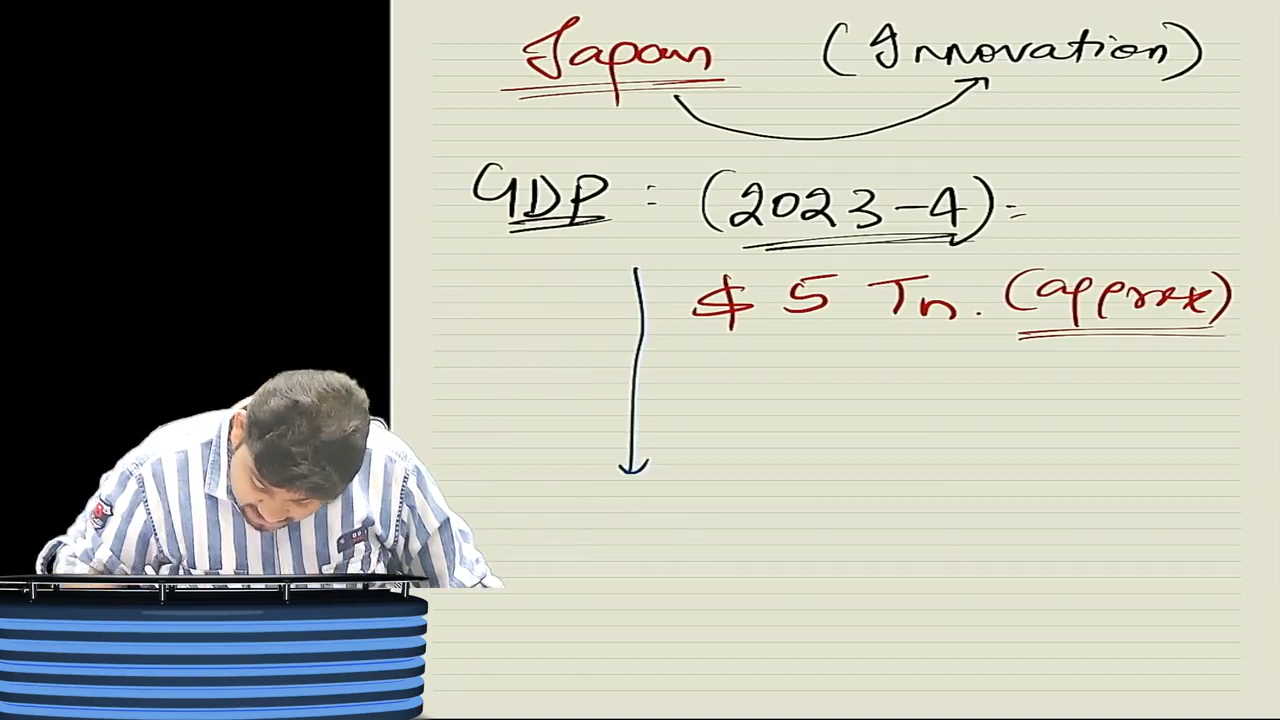 Japan (Innovation)
GDP : (2023-4) :-
$ 5 Tn. (approx)